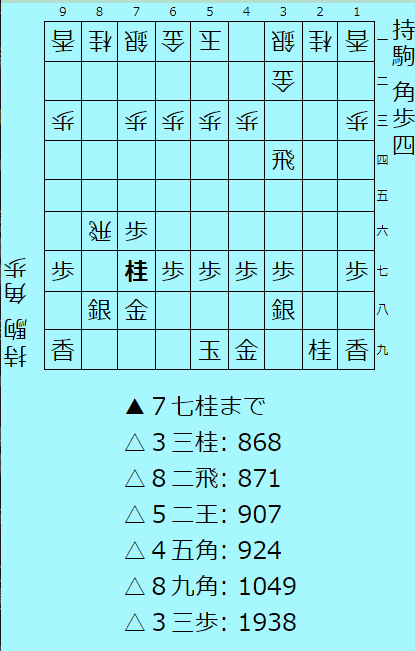 9 8 7 6 5 4 3 2 1
香 桂 銀 金 王 銀 桂 香 一
金 二
歩 歩 歩 歩 歩 歩 三
飛 四
五
飛 歩 六
歩 桂 歩 歩 歩 歩 歩 七
銀 金 銀 八
香 玉 金 桂 香 九
持駒 角歩四
持駒 角歩
▲７七桂まで
△３三桂: 868
△８二飛: 871
△５二王: 907
△４五角: 924
△８九角: 1049
△３三歩: 1938